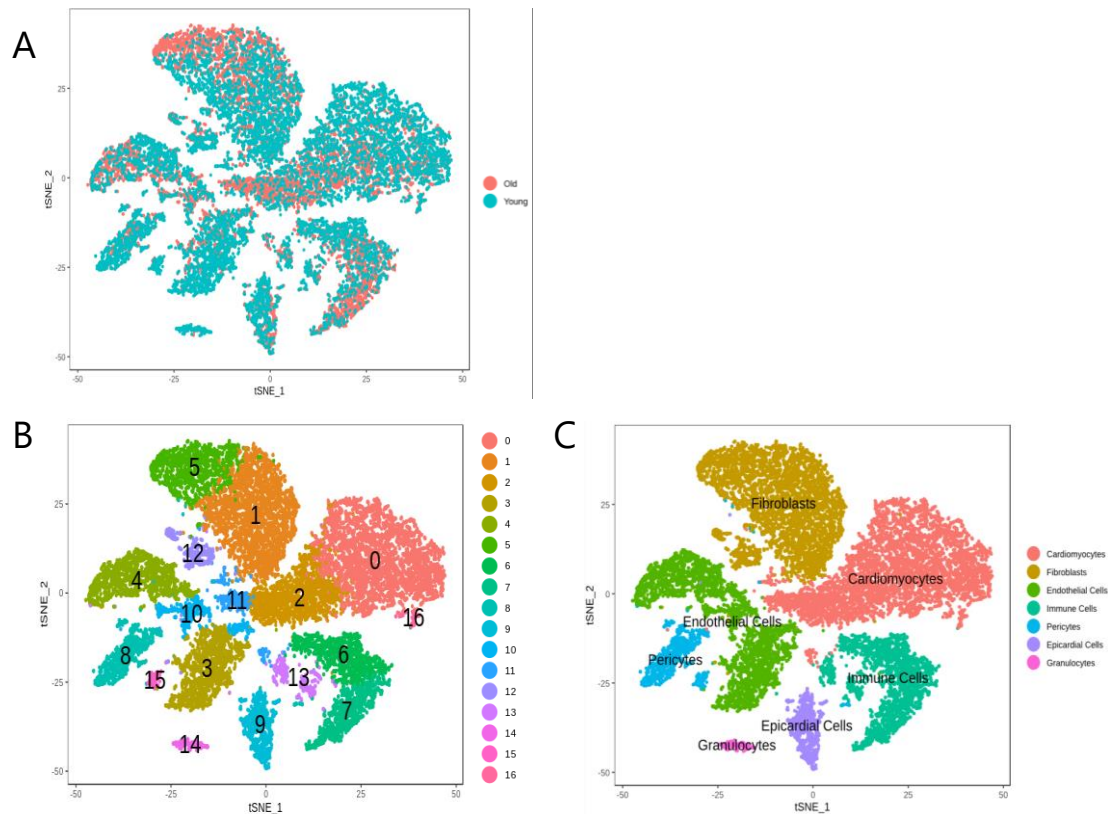 A
25
0
-25
-50
tSNE_2
-50
-25
0
25
50
tSNE_1
Old
Young
B
25
0
-25
-50
tSNE_2
5
1
12
0
4
2
11
10
16
8
3
6
15
13
7
9
14
-50
-25
0
25
50
tSNE_1
0
1
2
3
4
5
6
7
8
9
10
11
12
13
14
15
16
C
25
0
-25
-50
tSNE_2
Fibroblasts
Cardiomyocytes
Endothelial Cells
Pericytes
Immune Cells
Epicardial Cells
Granulocytes
-50
-25
0
25
50
tSNE_1
Cardiomyocytes
Fibroblasts
Endothelial Cells
Immune Cells
Pericytes
Epicardial Cells
Granulocytes